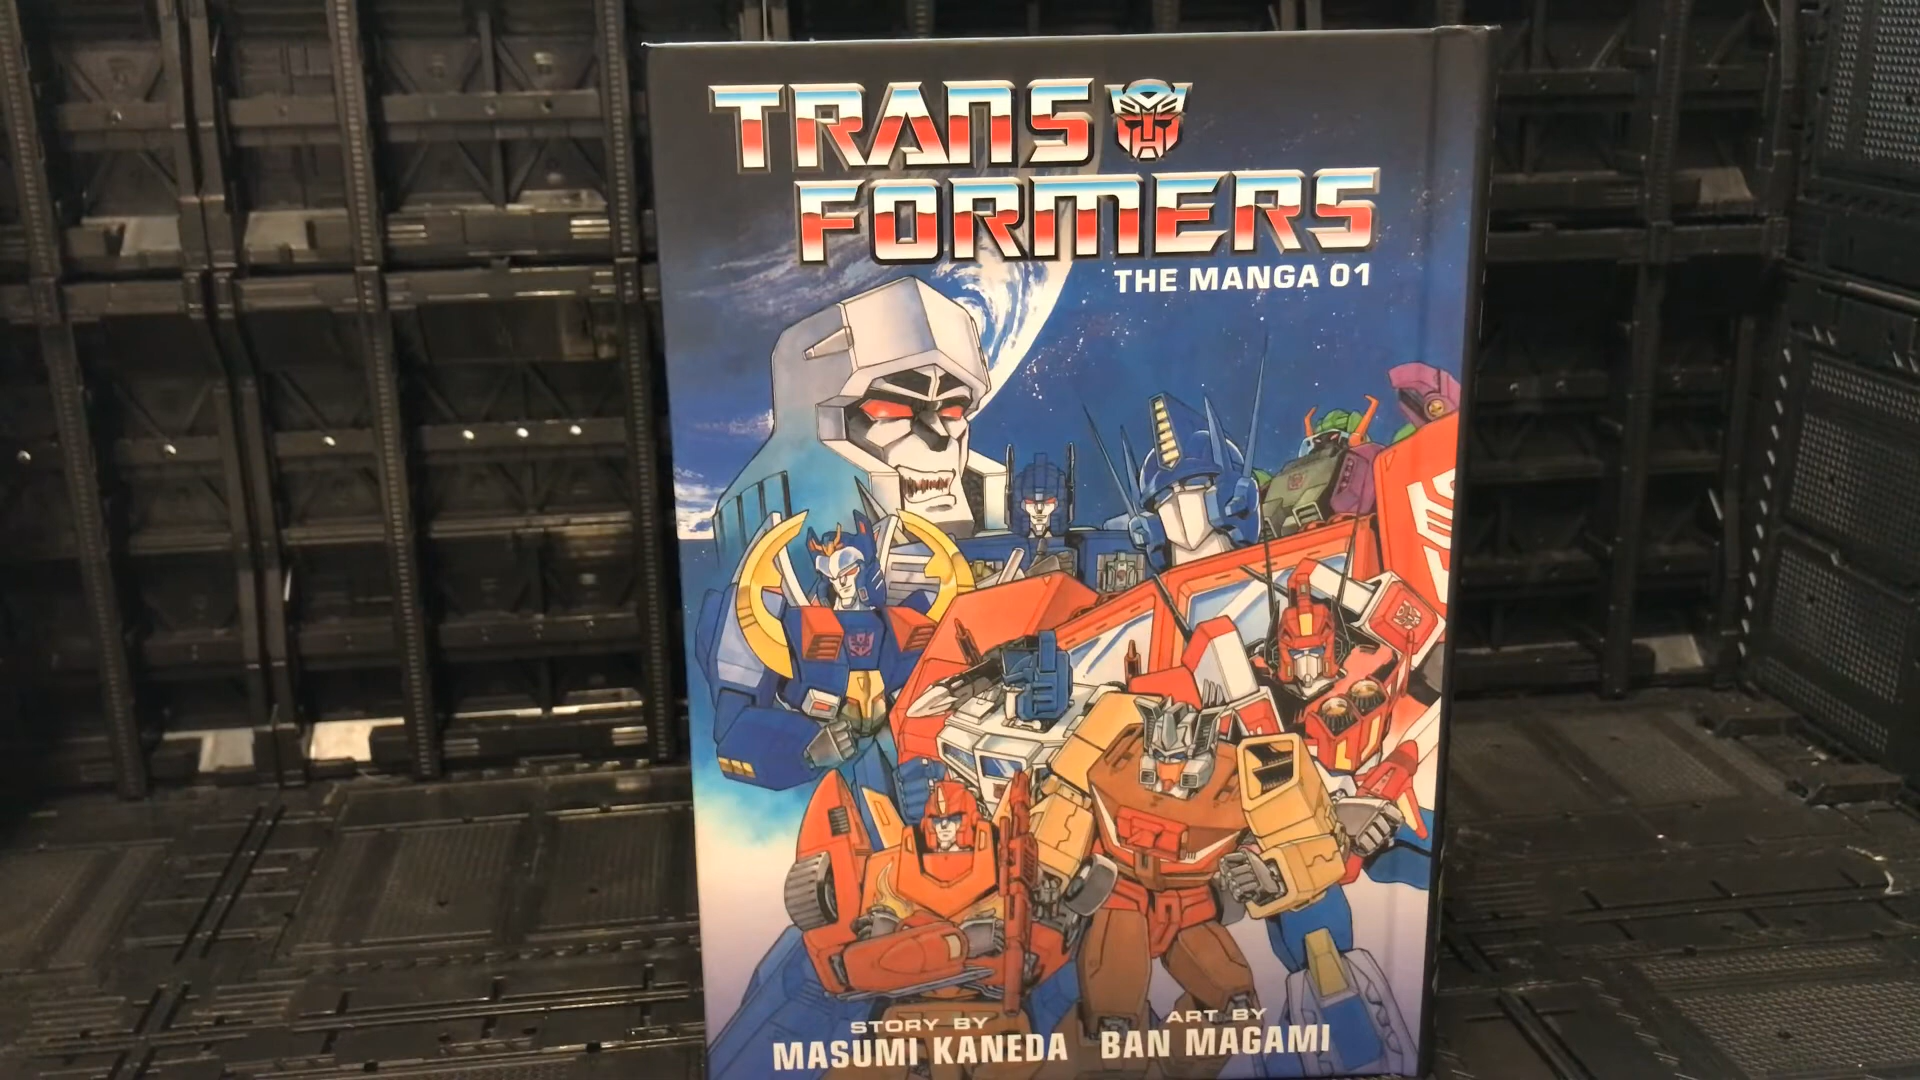 TRANS
FORMERS
THE MANGA 01
STORY BY
MASUMI KANEDA
ART BY
BAN MAGAMI